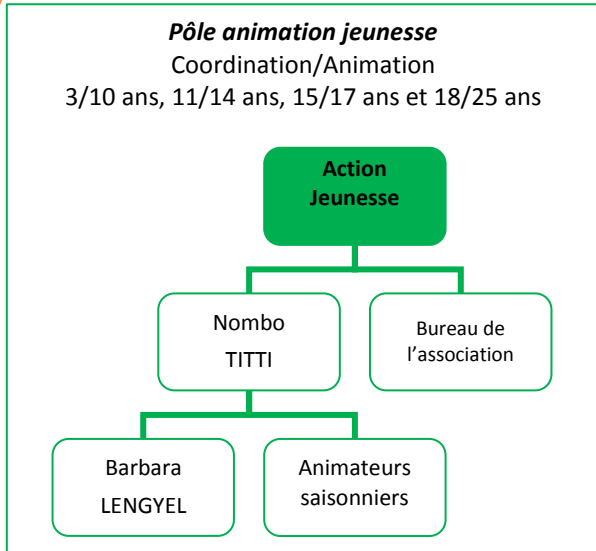 Pôle animation jeunesse
Coordination/Animation
3/10 ans, 11/14 ans, 15/17 ans et 18/25 ans
Action
Jeunesse
Nombo
TITTI
Bureau de
l’association
Barbara
LENGYEL
Animateurs
saisonniers